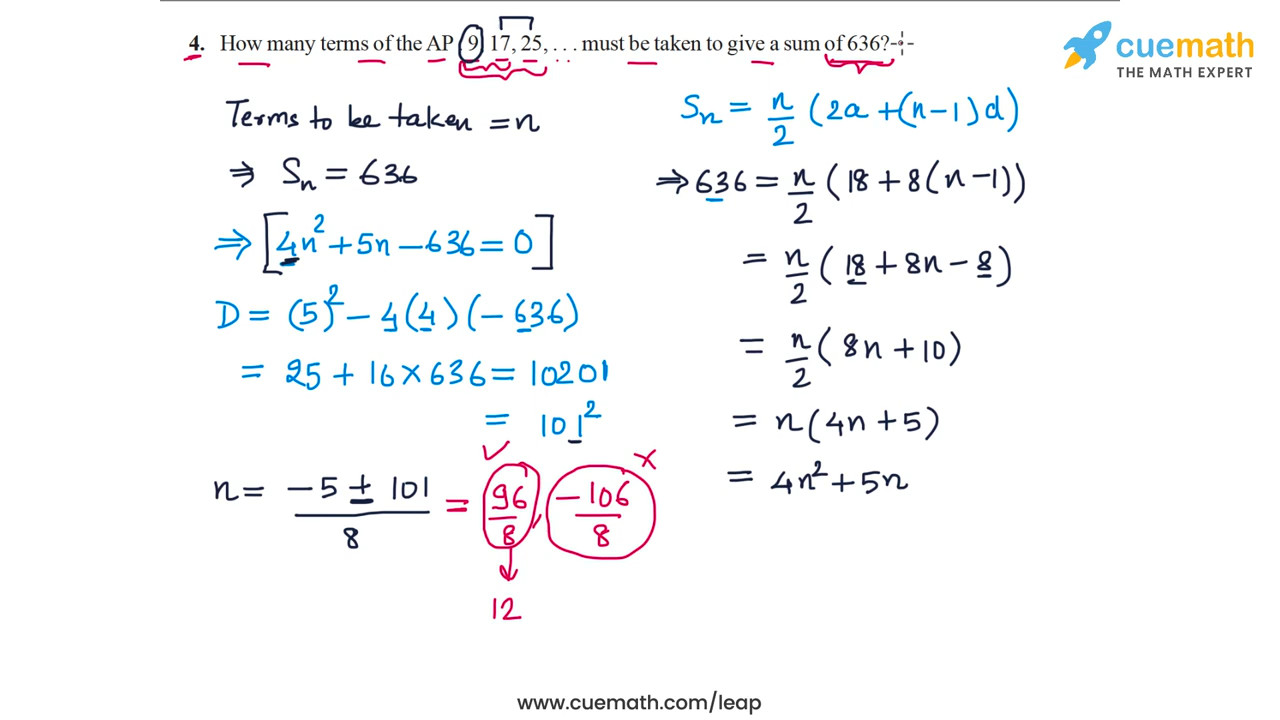 4. How many terms of the AP 9, 17, 25, . . . must be taken to give a sum of 636?
cuemath
THE MATH EXPERT
Terms to be taken = n
⇒ Sn = 636
⇒ [4n² + 5n − 636 = 0]
D = (5)² − 4(4)(−636)
= 25 + 16 × 636 = 10201
= 101²
n = (−5 ± 101)/8 = 96/8, −106/8
12
Sn = n/2 (2a + (n−1)d)
⇒ 636 = n/2 (18 + 8(n−1))
= n/2 (18 + 8n − 8)
= n/2 (8n + 10)
= n(4n + 5)
= 4n² + 5n
www.cuemath.com/leap